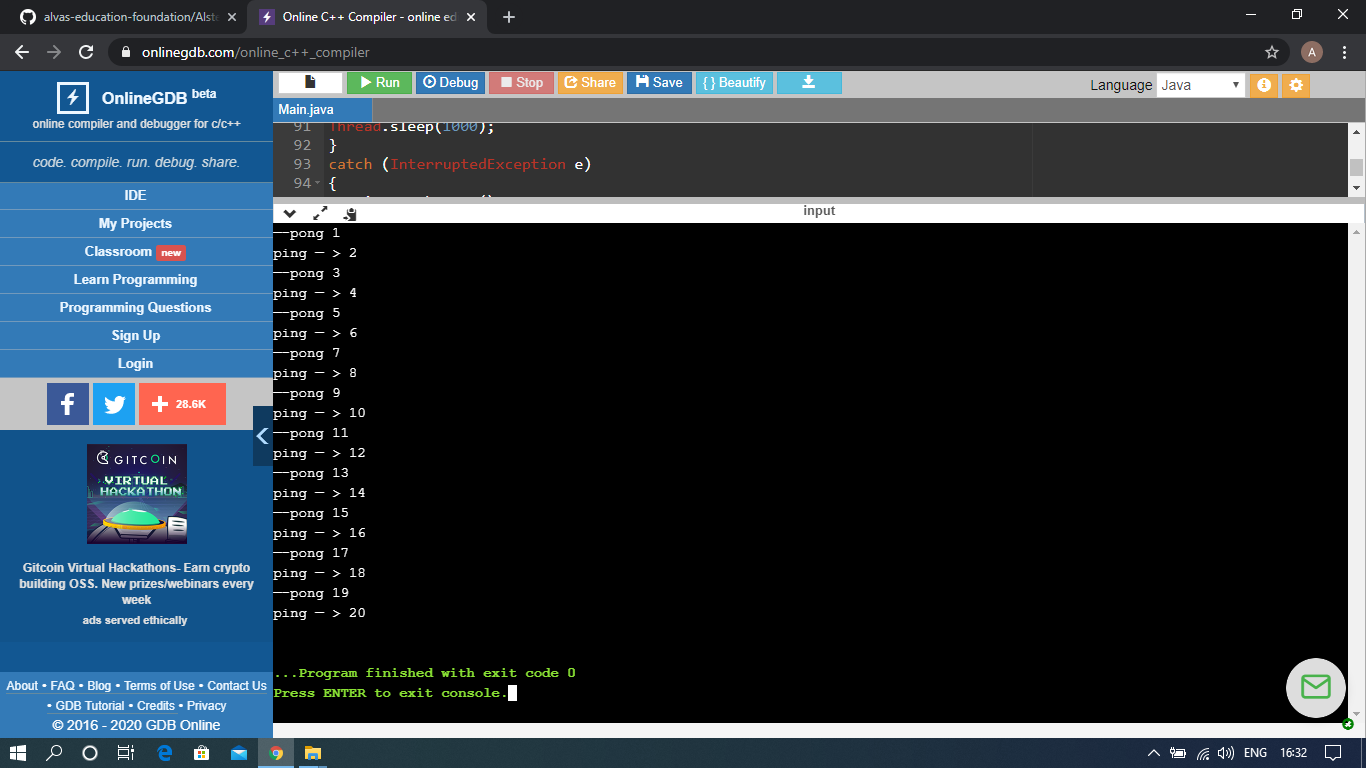 alvas-education-foundation/Alste
Online C++ Compiler - online ed
onlinegdb.com/online_c++_compiler
A
OnlineGDB beta
online compiler and debugger for c/c++
code. compile. run. debug. share.
IDE
My Projects
Classroom new
Learn Programming
Programming Questions
Sign Up
Login
28.6K
GITCOIN
VIRTUAL
HACKATHON
Gitcoin Virtual Hackathons- Earn crypto
building OSS. New prizes/webinars every
week
ads served ethically
About • FAQ • Blog • Terms of Use • Contact Us
• GDB Tutorial • Credits • Privacy
© 2016 - 2020 GDB Online
Run Debug Stop Share Save { } Beautify
Language Java
Main.java
91 Thread.sleep(1000);
92 }
93 catch (InterruptedException e)
94 {
input
——pong 1
ping — > 2
——pong 3
ping — > 4
——pong 5
ping — > 6
——pong 7
ping — > 8
——pong 9
ping — > 10
——pong 11
ping — > 12
——pong 13
ping — > 14
——pong 15
ping — > 16
——pong 17
ping — > 18
——pong 19
ping — > 20
...Program finished with exit code 0
Press ENTER to exit console.
ENG 16:32